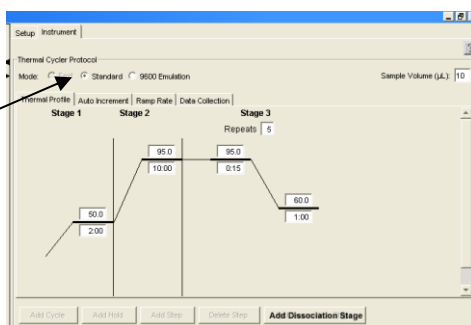 Setup Instrument
Thermal Cycler Protocol
Mode: Standard 9600 Emulation Sample Volume (µL): 10
Thermal Profile Auto Increment Ramp Rate Data Collection
Stage 1 Stage 2 Stage 3
Repeats 5
95.0 95.0
10:00 0:15
60.0
1:00
50.0
2:00
Add Cycle Add Hold Add Step Delete Step Add Dissociation Stage